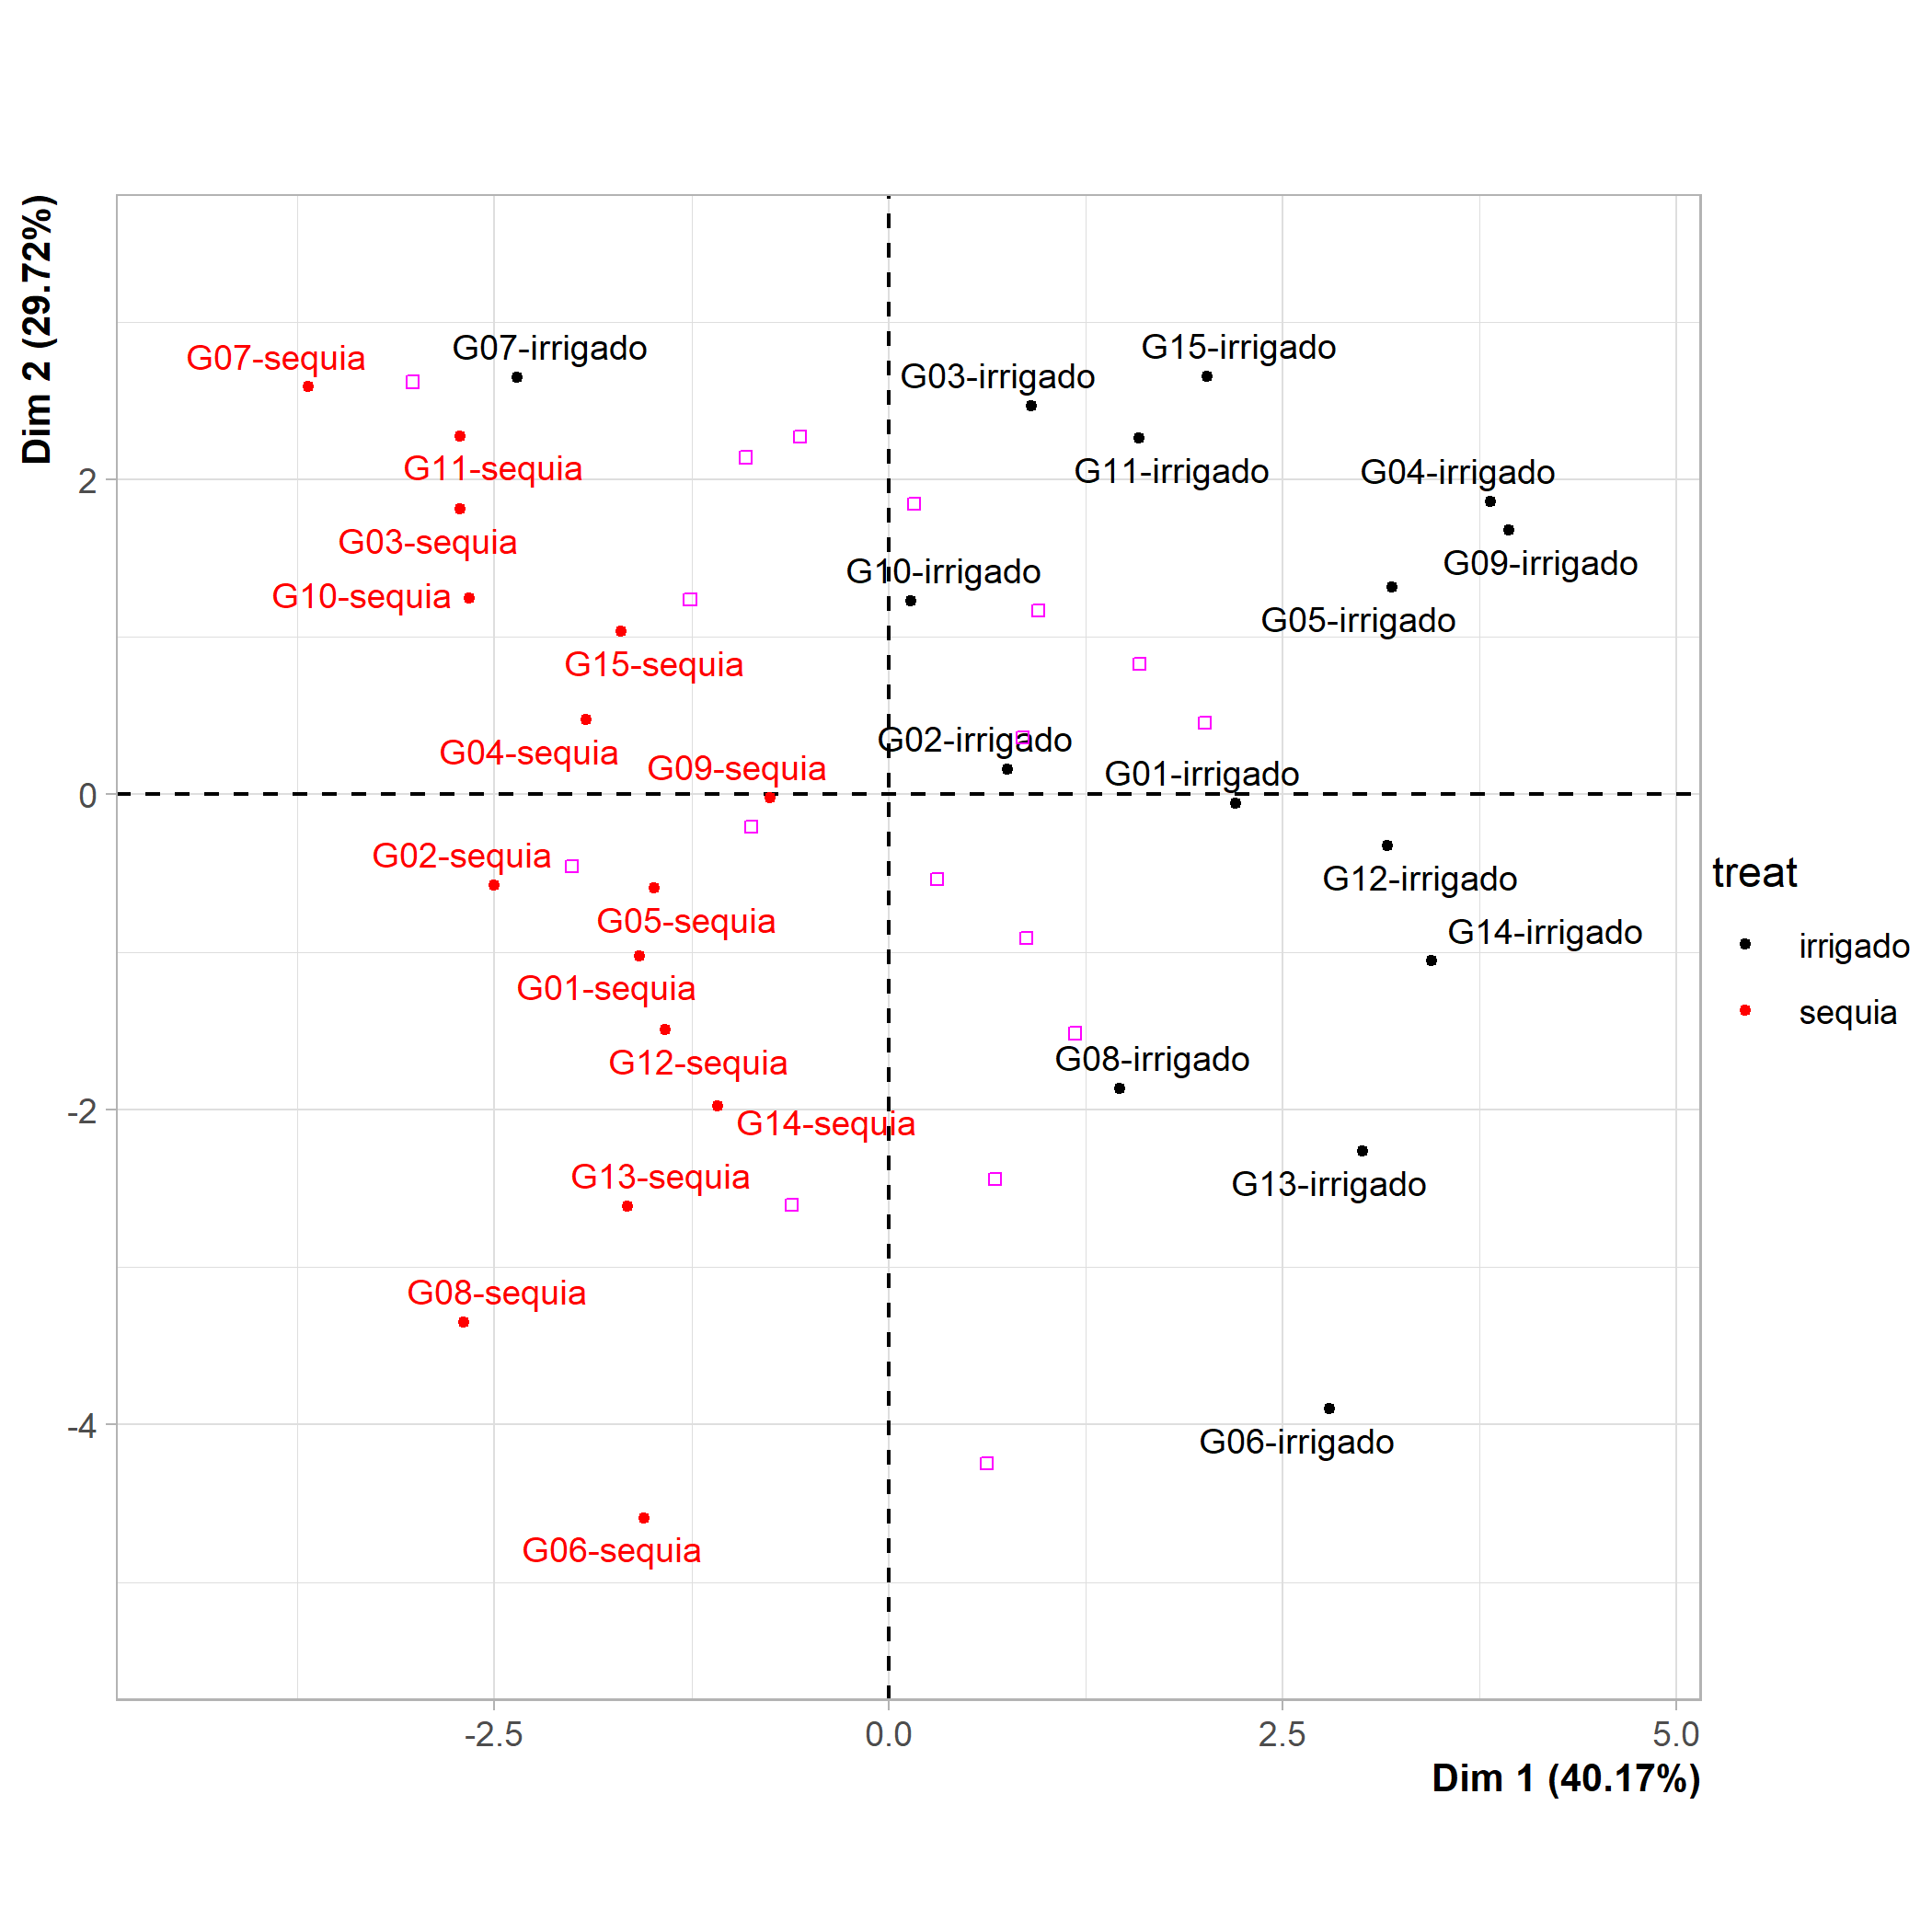 Dim 2 (29.72%)
G07-sequia
G07-irrigado
G15-irrigado
G03-irrigado
G11-sequia
G11-irrigado
G04-irrigado
2
G03-sequia
G10-irrigado
G09-irrigado
G10-sequia
G05-irrigado
G15-sequia
G04-sequia
G02-irrigado
G09-sequia
G01-irrigado
0
G02-sequia
G12-irrigado
treat
G05-sequia
G14-irrigado
irrigado
G01-sequia
sequia
G12-sequia
G08-irrigado
-2
G14-sequia
G13-sequia
G13-irrigado
G08-sequia
-4
G06-irrigado
G06-sequia
-2.5
0.0
2.5
5.0
Dim 1 (40.17%)